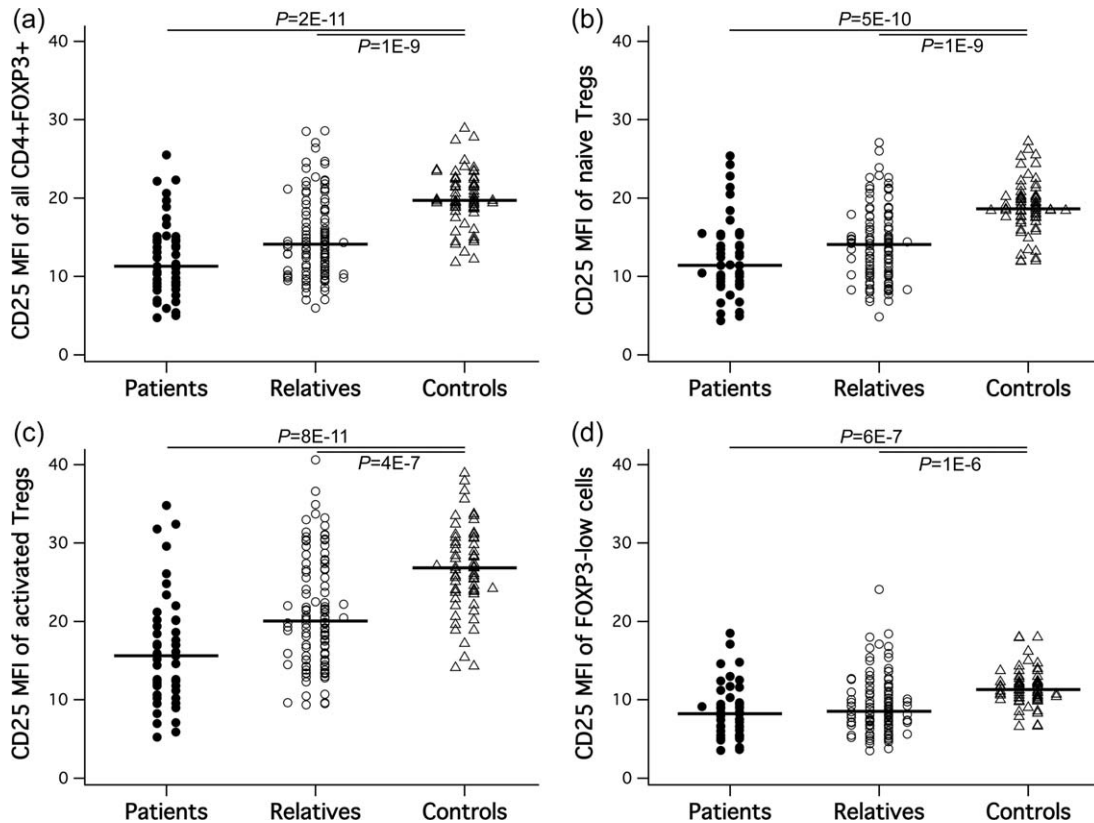 (a)
P=2E-11
P=1E-9
CD25 MFI of all CD4+FOXP3+
40
30
20
10
0
Patients Relatives Controls
(b)
P=5E-10
P=1E-9
CD25 MFI of naive Tregs
40
30
20
10
0
Patients Relatives Controls
(c)
P=8E-11
P=4E-7
CD25 MFI of activated Tregs
40
30
20
10
0
Patients Relatives Controls
(d)
P=6E-7
P=1E-6
CD25 MFI of FOXP3-low cells
40
30
20
10
0
Patients Relatives Controls